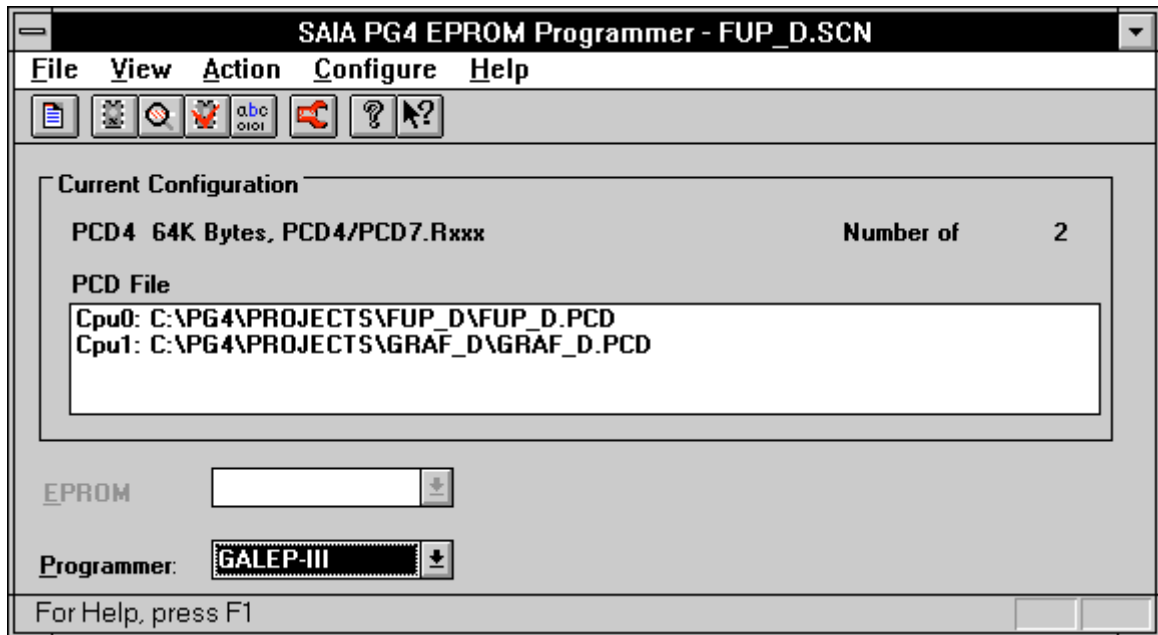 SAIA PG4 EPROM Programmer - FUP_D.SCN
File View Action Configure Help
abc
0101
Current Configuration
PCD4 64K Bytes, PCD4/PCD7.Rxxx Number of 2
PCD File
Cpu0: C:\PG4\PROJECTS\FUP_D\FUP_D.PCD
Cpu1: C:\PG4\PROJECTS\GRAF_D\GRAF_D.PCD
EPROM
Programmer: GALEP-III
For Help, press F1